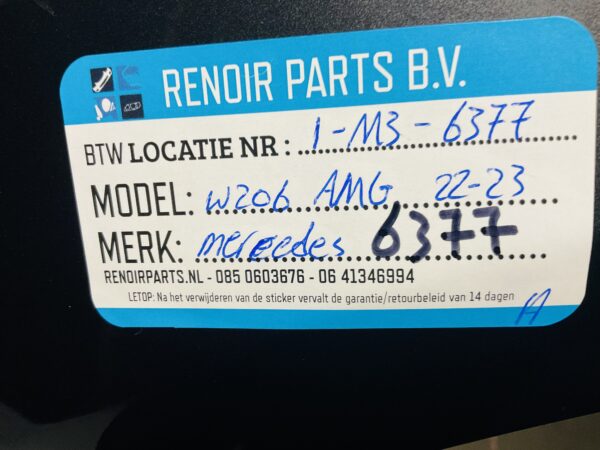 RENOIR PARTS B.V.
BTW LOCATIE NR : 1-M3-6377
MODEL: W206 AMG 22-23
MERK: mercedes 6377
RENOIRPARTS.NL - 085 0603676 - 06 41346994
LETOP: Na het verwijderen van de sticker vervalt de garantie/retourbeleid van 14 dagen